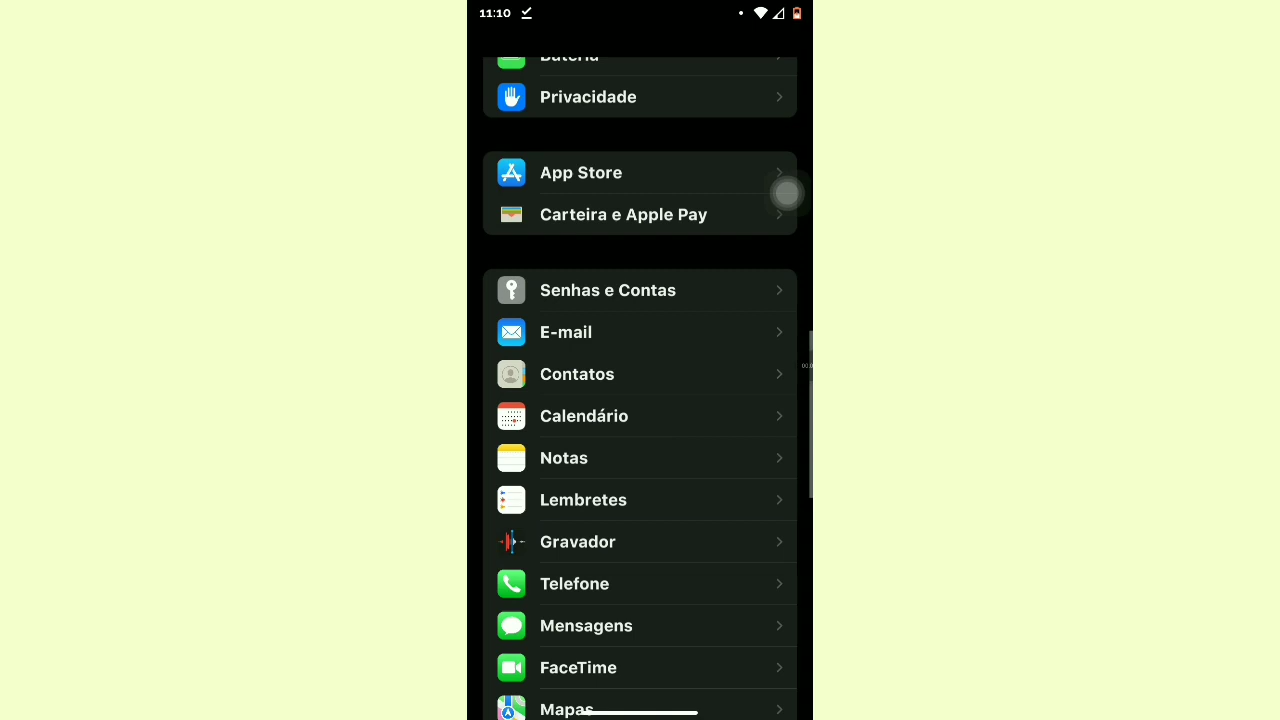 11:10
Bateria
Privacidade
App Store
Carteira e Apple Pay
Senhas e Contas
E-mail
Contatos
Calendário
Notas
Lembretes
Gravador
Telefone
Mensagens
FaceTime
Mapas